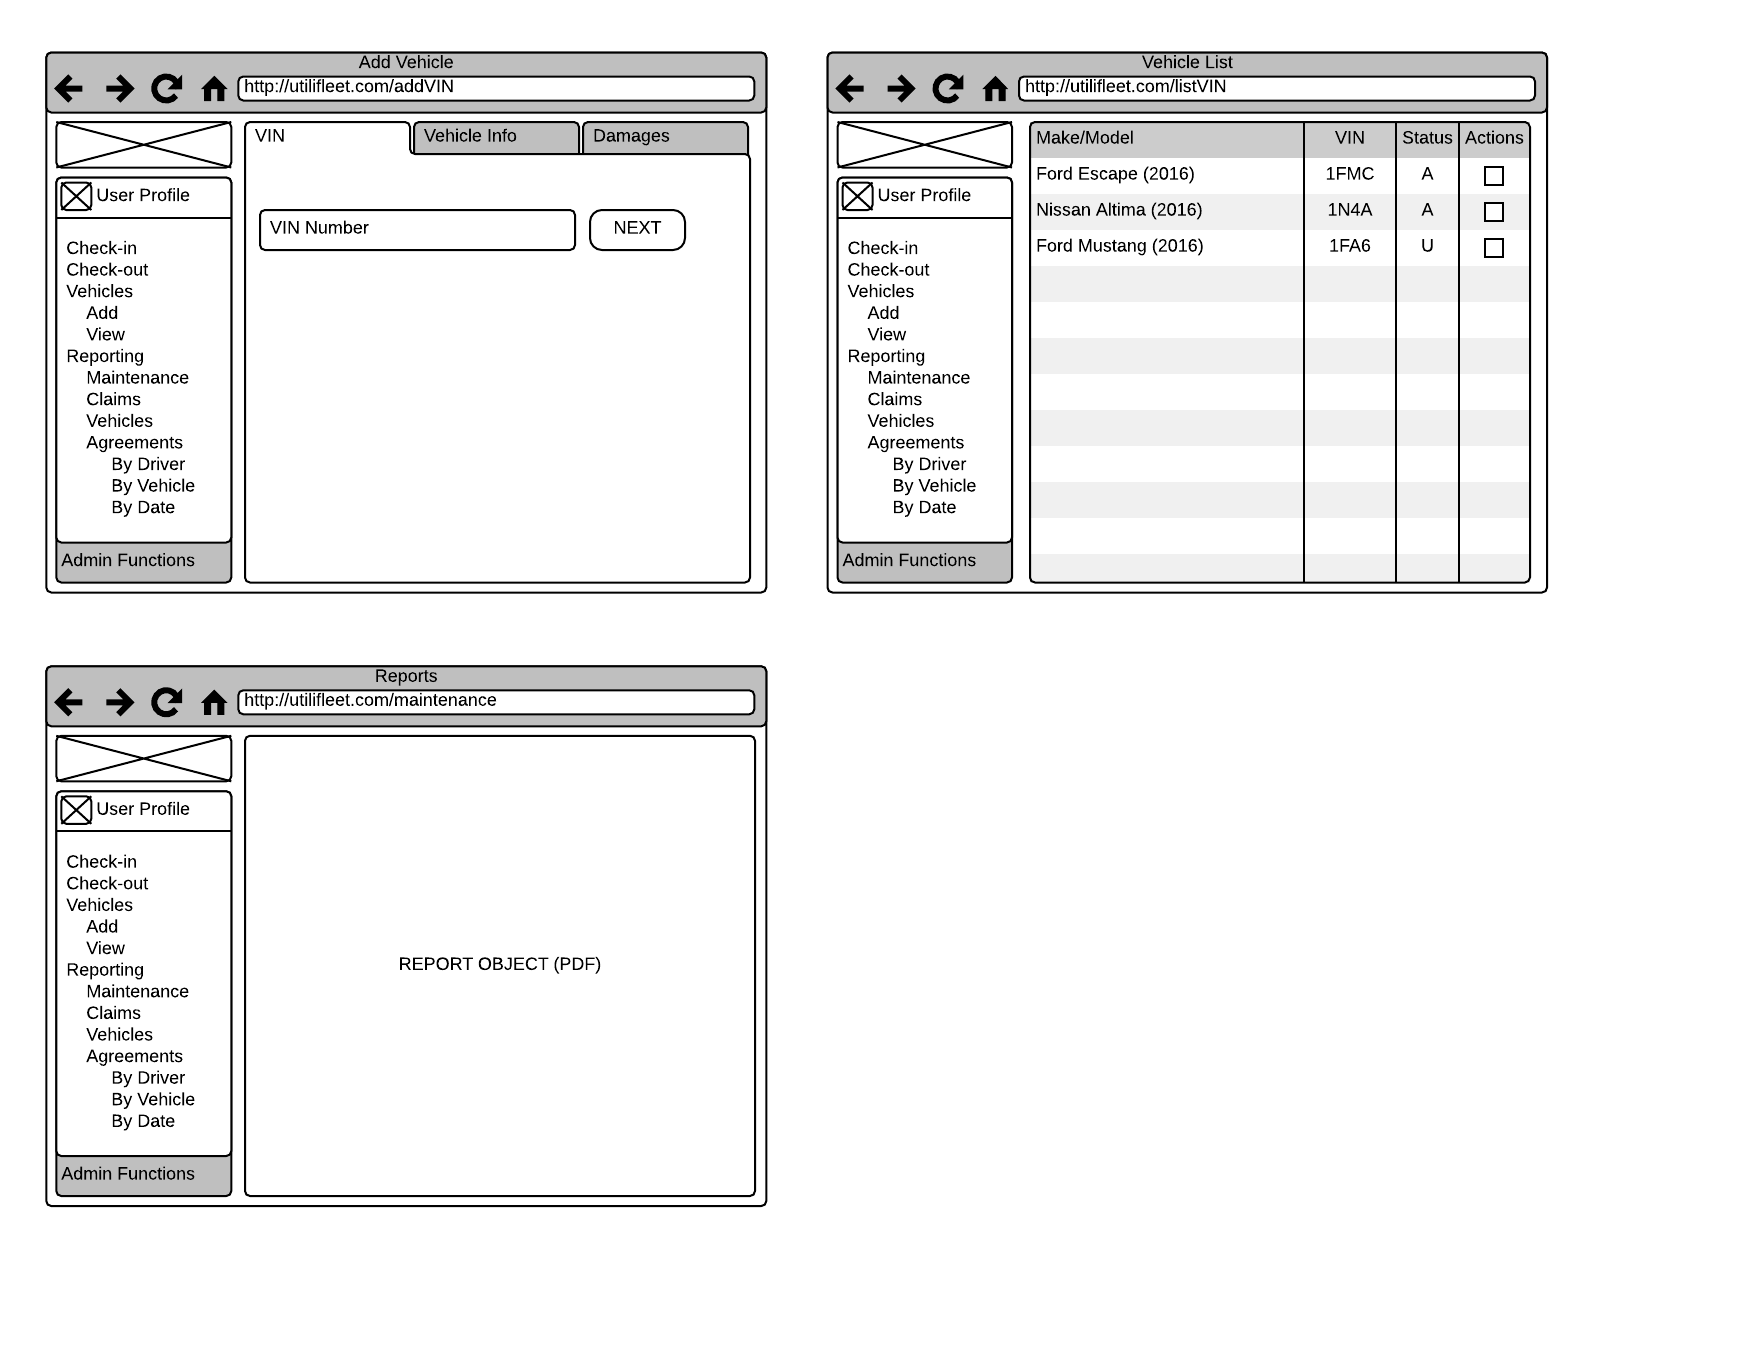 Add Vehicle
http://utilifleet.com/addVIN
VIN Vehicle Info Damages
User Profile
VIN Number NEXT
Check-in
Check-out
Vehicles
Add
View
Reporting
Maintenance
Claims
Vehicles
Agreements
By Driver
By Vehicle
By Date
Admin Functions
Vehicle List
http://utilifleet.com/listVIN
User Profile
Check-in
Check-out
Vehicles
Add
View
Reporting
Maintenance
Claims
Vehicles
Agreements
By Driver
By Vehicle
By Date
Admin Functions
Make/Model VIN Status Actions
Ford Escape (2016) 1FMC A
Nissan Altima (2016) 1N4A A
Ford Mustang (2016) 1FA6 U
Reports
http://utilifleet.com/maintenance
User Profile
Check-in
Check-out
Vehicles
Add
View
Reporting
Maintenance
Claims
Vehicles
Agreements
By Driver
By Vehicle
By Date
Admin Functions
REPORT OBJECT (PDF)